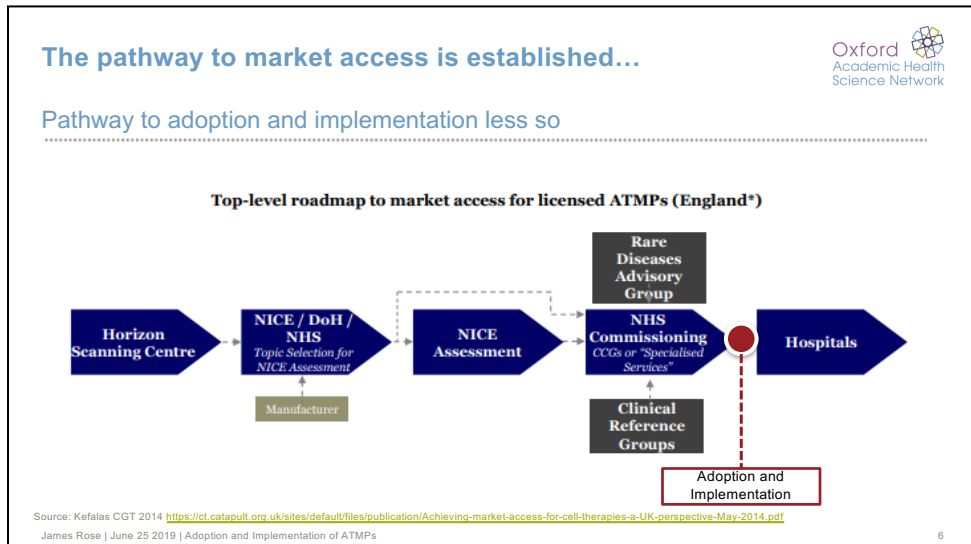 The pathway to market access is established…
Oxford
Academic Health
Science Network
Pathway to adoption and implementation less so
Top-level roadmap to market access for licensed ATMPs (England*)
Rare
Diseases
Advisory
Group
Horizon
Scanning Centre
NICE / DoH /
NHS
Topic Selection for
NICE Assessment
NICE
Assessment
NHS
Commissioning
CCGs or "Specialised
Services"
Hospitals
Manufacturer
Clinical
Reference
Groups
Adoption and
Implementation
Source: Kefalas CGT 2014 https://ct.catapult.org.uk/sites/default/files/publication/Achieving-market-access-for-cell-therapies-a-UK-perspective-May-2014.pdf
James Rose | June 25 2019 | Adoption and Implementation of ATMPs
6